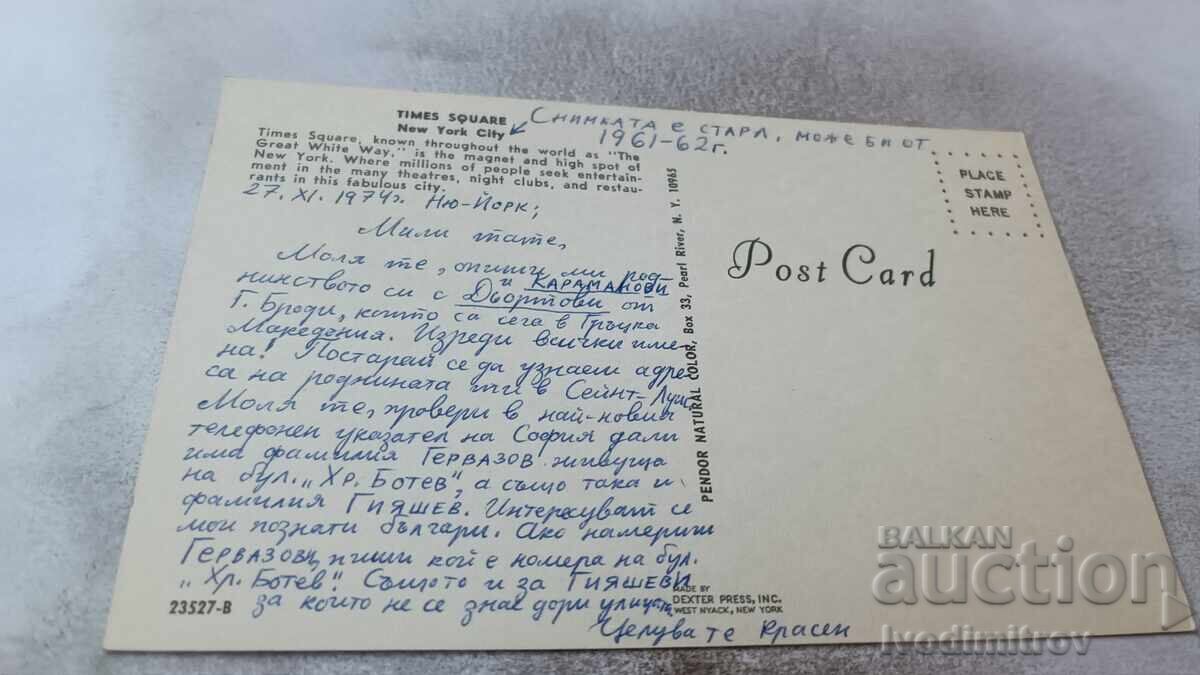 TIMES SQUARE
New York City
Times Square, known throughout the world as "The
Great White Way," is the magnet and high spot of
New York. Where millions of people seek entertain-
ment in the many theatres, night clubs, and restau-
rants in this fabulous city.
Снимката е стара, може би от
1961-62г.
27. XI. 1974г. Ню-Йорк;
Мили тате,
Моля те, опиши ми род-
нинството си с Дьортови и Караманови от
Г. Броди, които са сега в Гръцка
Македония. Изреди всички име-
на! Постарай се да узнаем адре-
са на роднината ти в Сейнт-Луис
Моля те, провери в най-новия
телефонен указател на София дали
има фамилия Гервазов живуща
на бул. „Хр. Ботев", а също така и
фамилия Гияшев. Интересуват се
мои познати българи. Ако намериш
Гервазовци, пиши кой е номера на бул.
„Хр. Ботев". Същото и за Гияшеви
за които не се знае дори улицата.
Целува те Красен
23527-B
PENDOR NATURAL COLOR, Box 33, Pearl River, N. Y. 10965
MADE BY
DEXTER PRESS, INC.
WEST NYACK, NEW YORK
Post Card
PLACE
STAMP
HERE
BALKAN
auction
Ivodimitrov